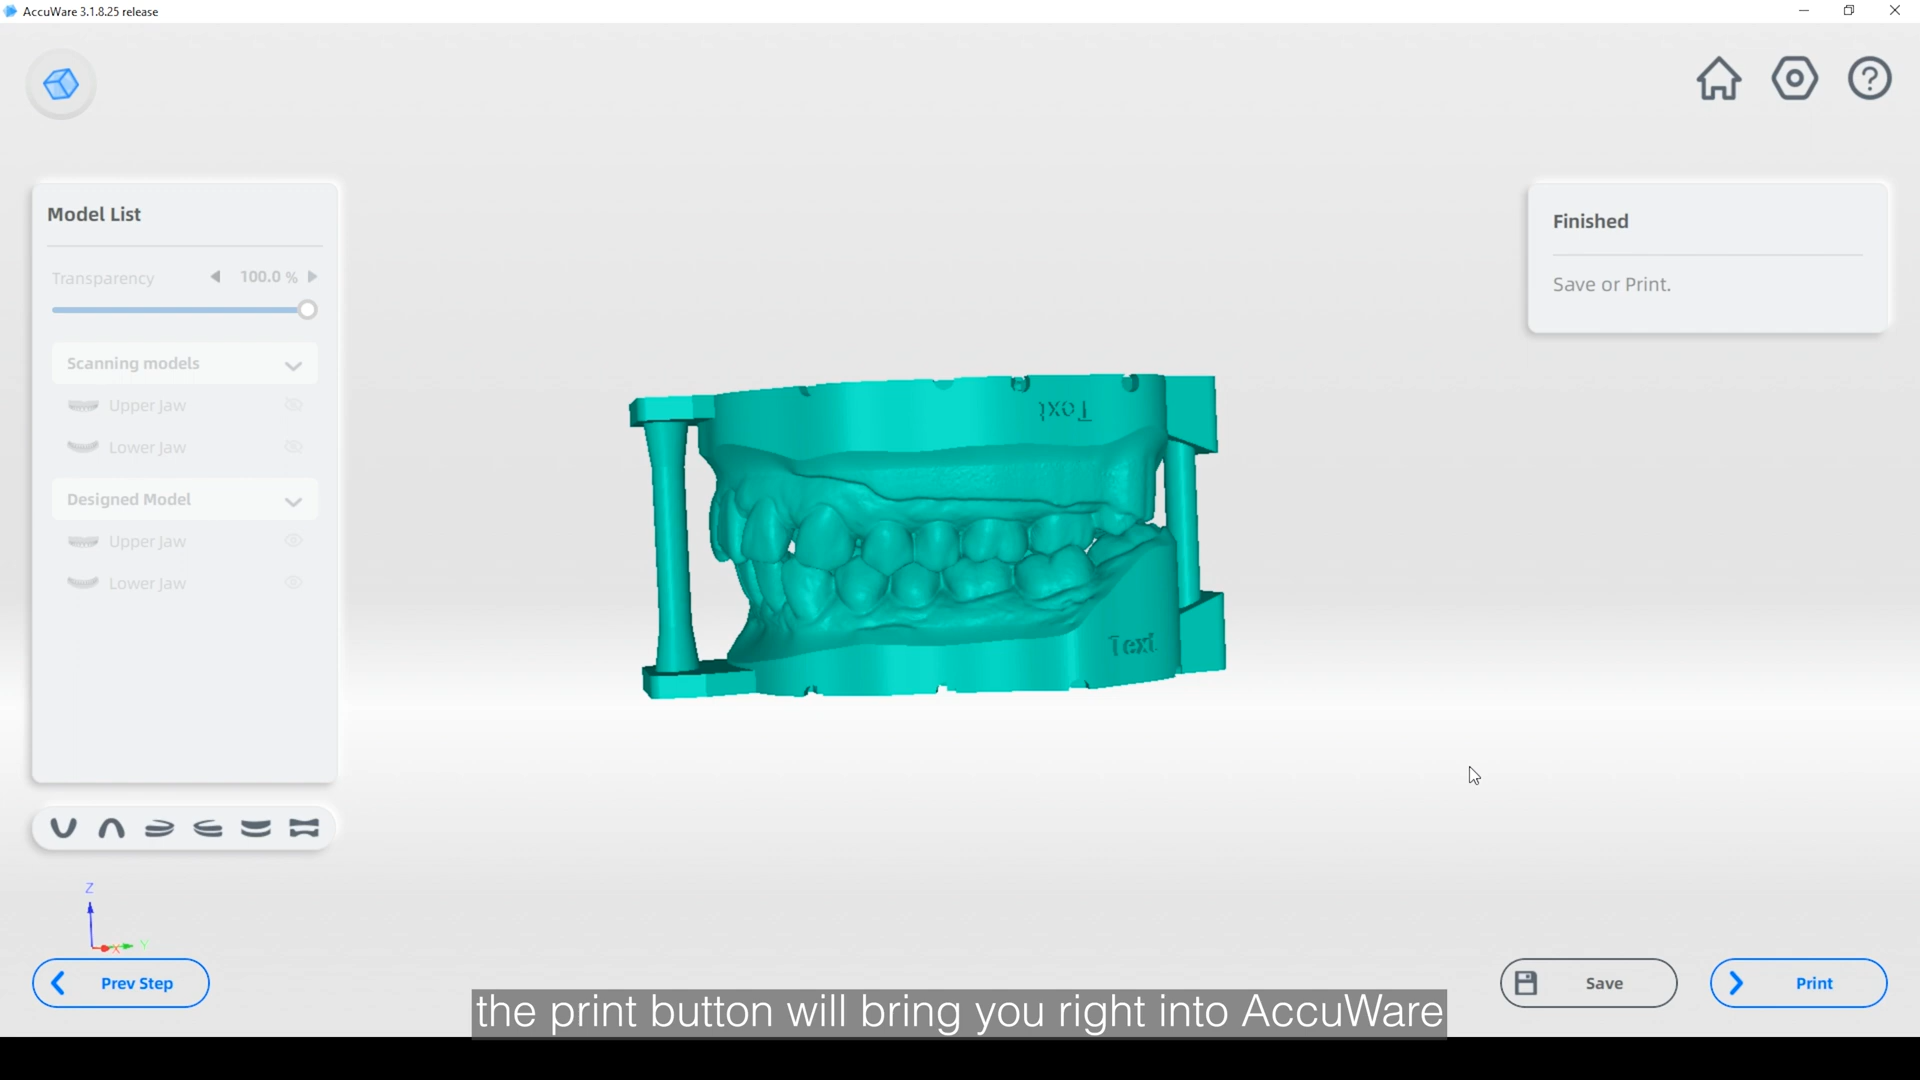 AccuWare 3.1.8.25 release
Model List
Transparency
100.0 %
Scanning models
Upper Jaw
Lower Jaw
Designed Model
Upper Jaw
Lower Jaw
Finished
Save or Print.
Text
Text
Z
X
Y
Prev Step
Save
Print
the print button will bring you right into AccuWare